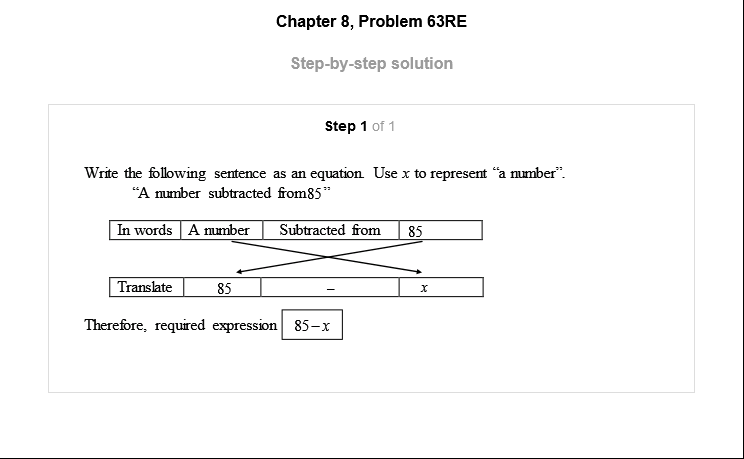 Chapter 8, Problem 63RE
Step-by-step solution
Step 1 of 1
Write the following sentence as an equation. Use x to represent “a number”.
“A number subtracted from85”
In words A number Subtracted from 85
Translate 85 – x
Therefore, required expression 85–x